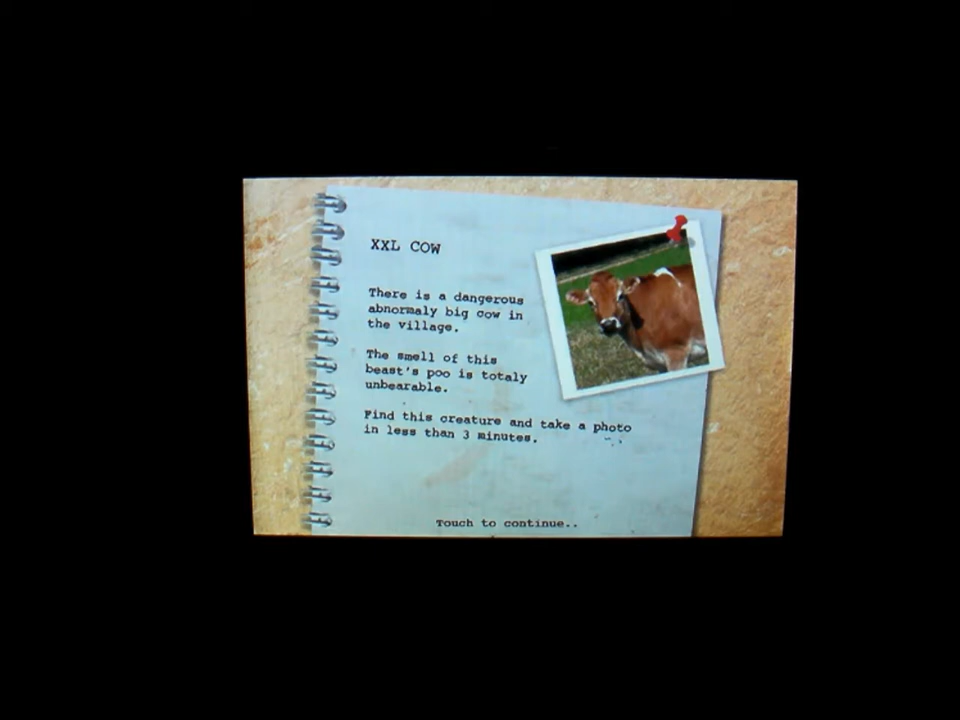 XXL COW
There is a dangerous
abnormaly big cow in
the village.
The smell of this
beast's poo is totaly
unbearable.
Find this creature and take a photo
in less than 3 minutes.
Touch to continue..